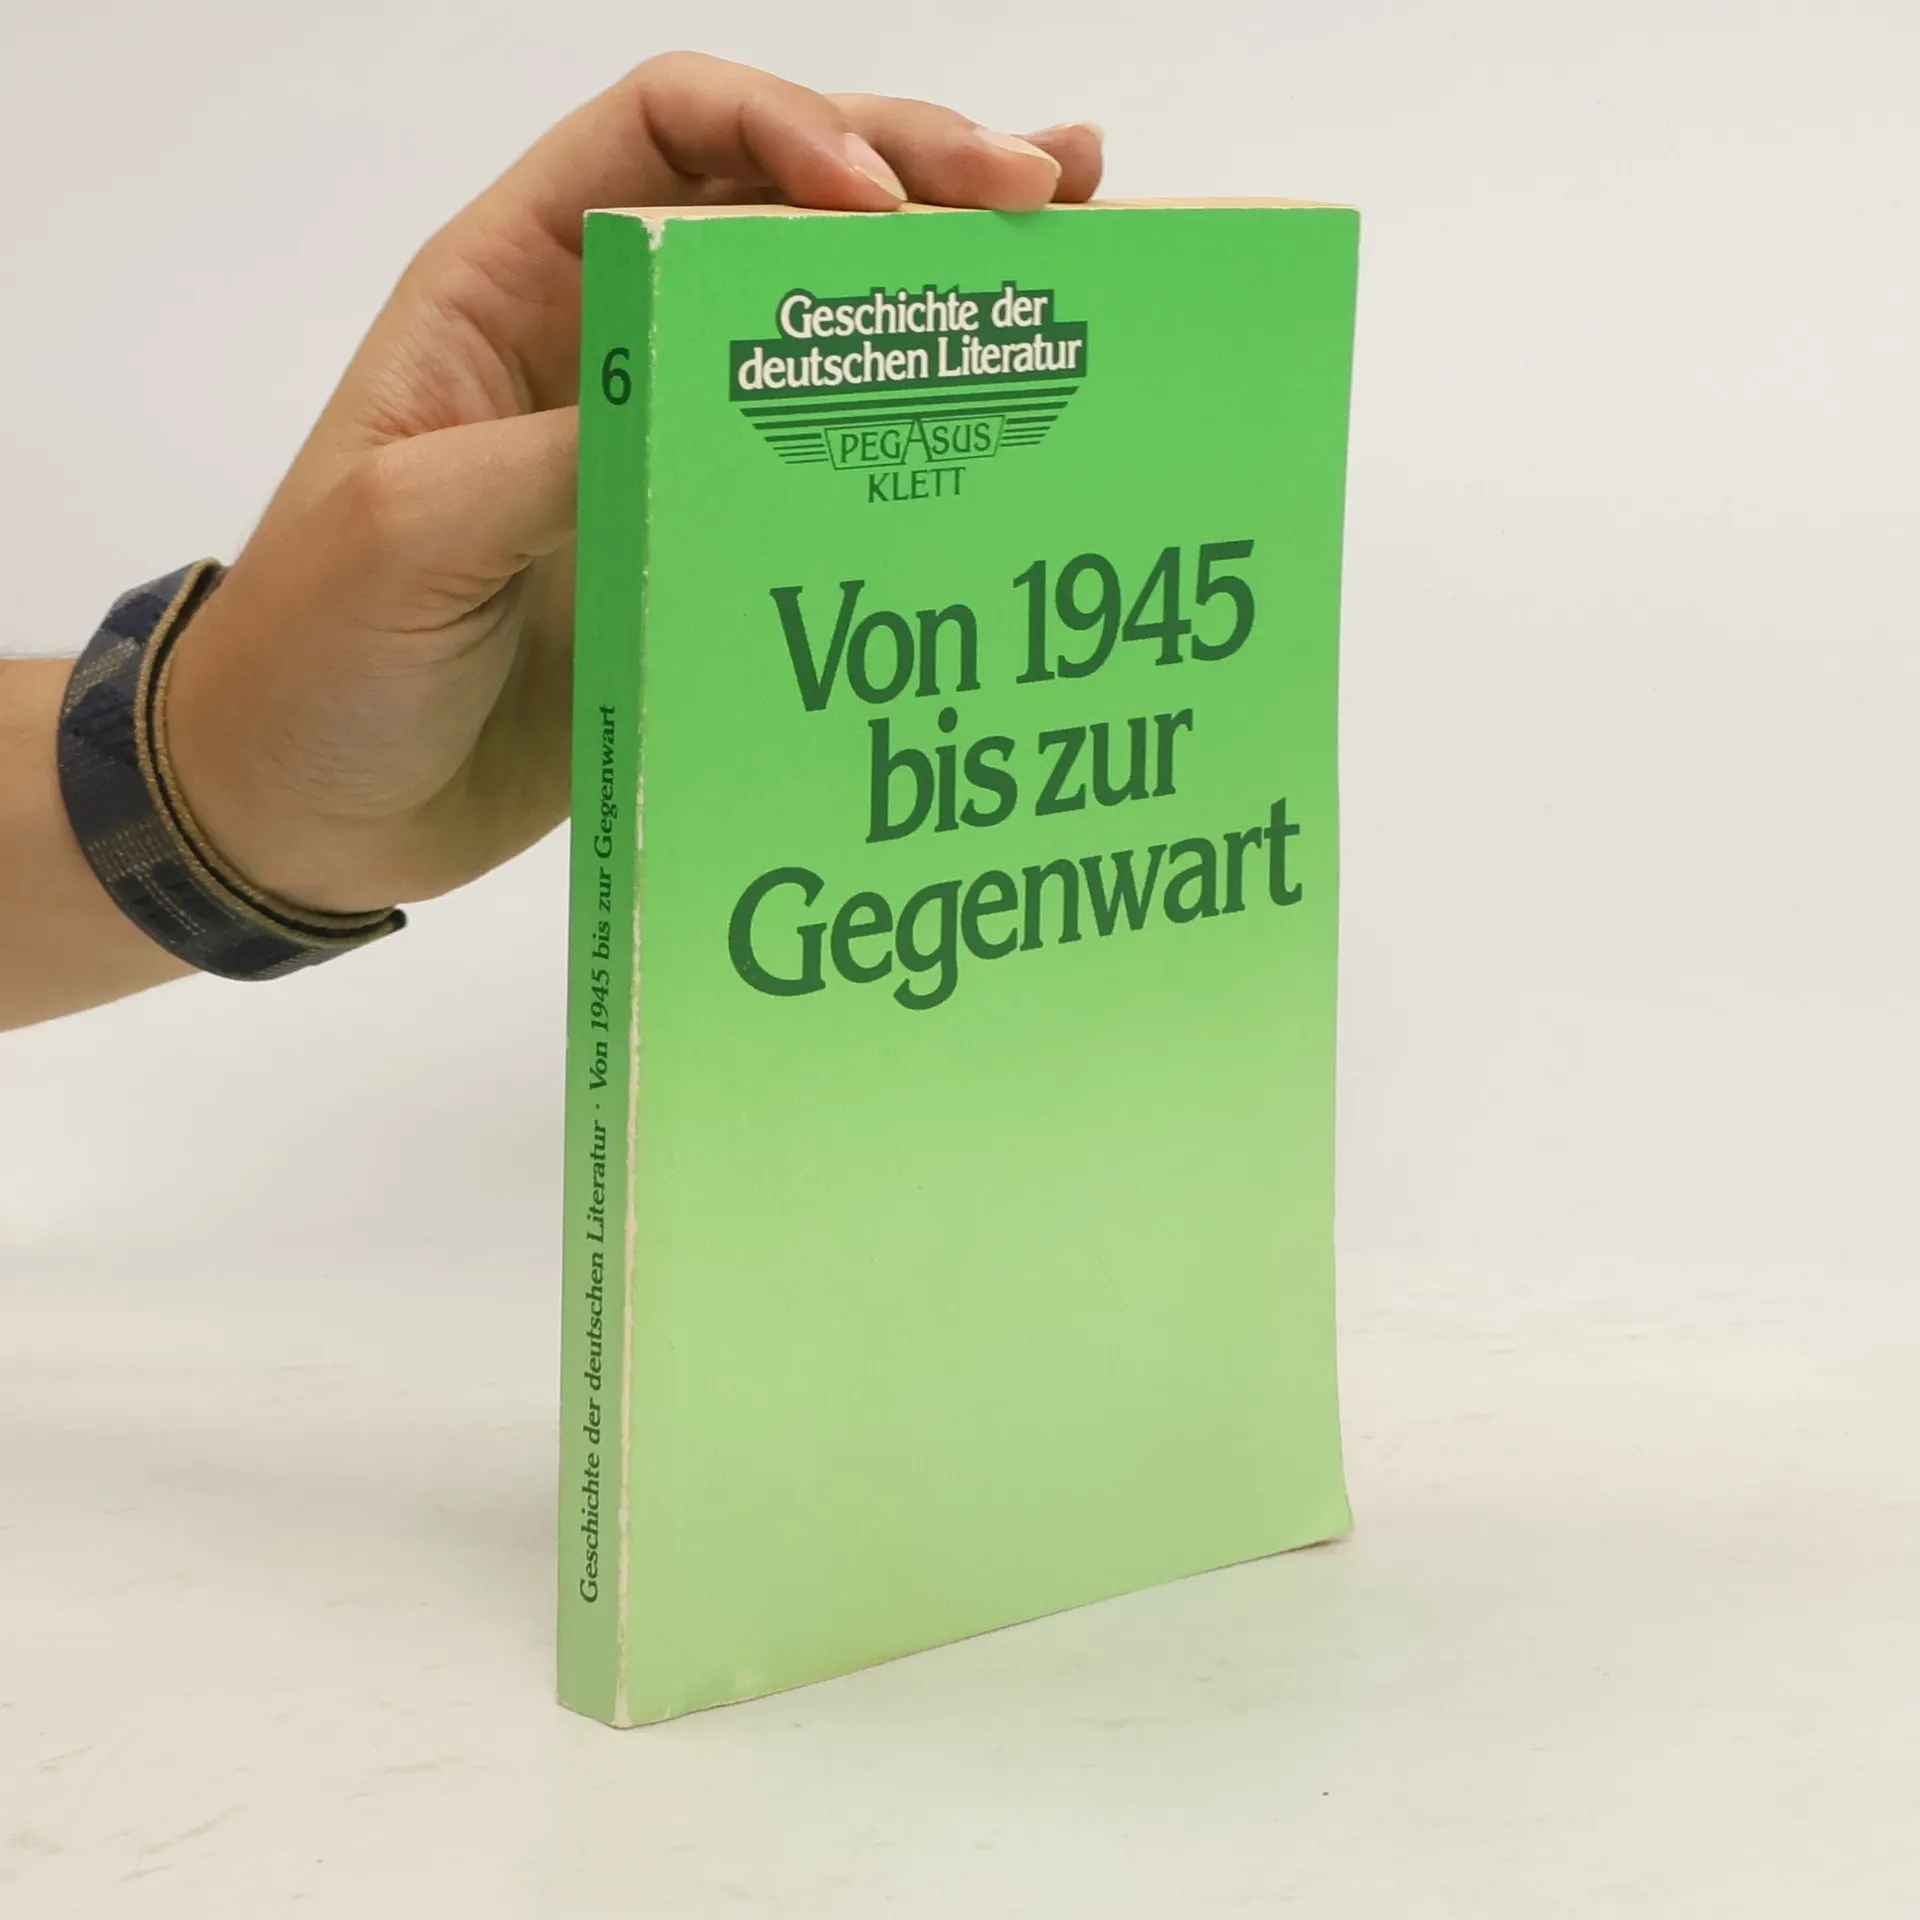 6
Geschichte der deutschen Literatur · Von 1945 bis zur Gegenwart
Geschichte der
deutschen Literatur
PEGASUS
KLETT
Von 1945
bis zur
Gegenwart